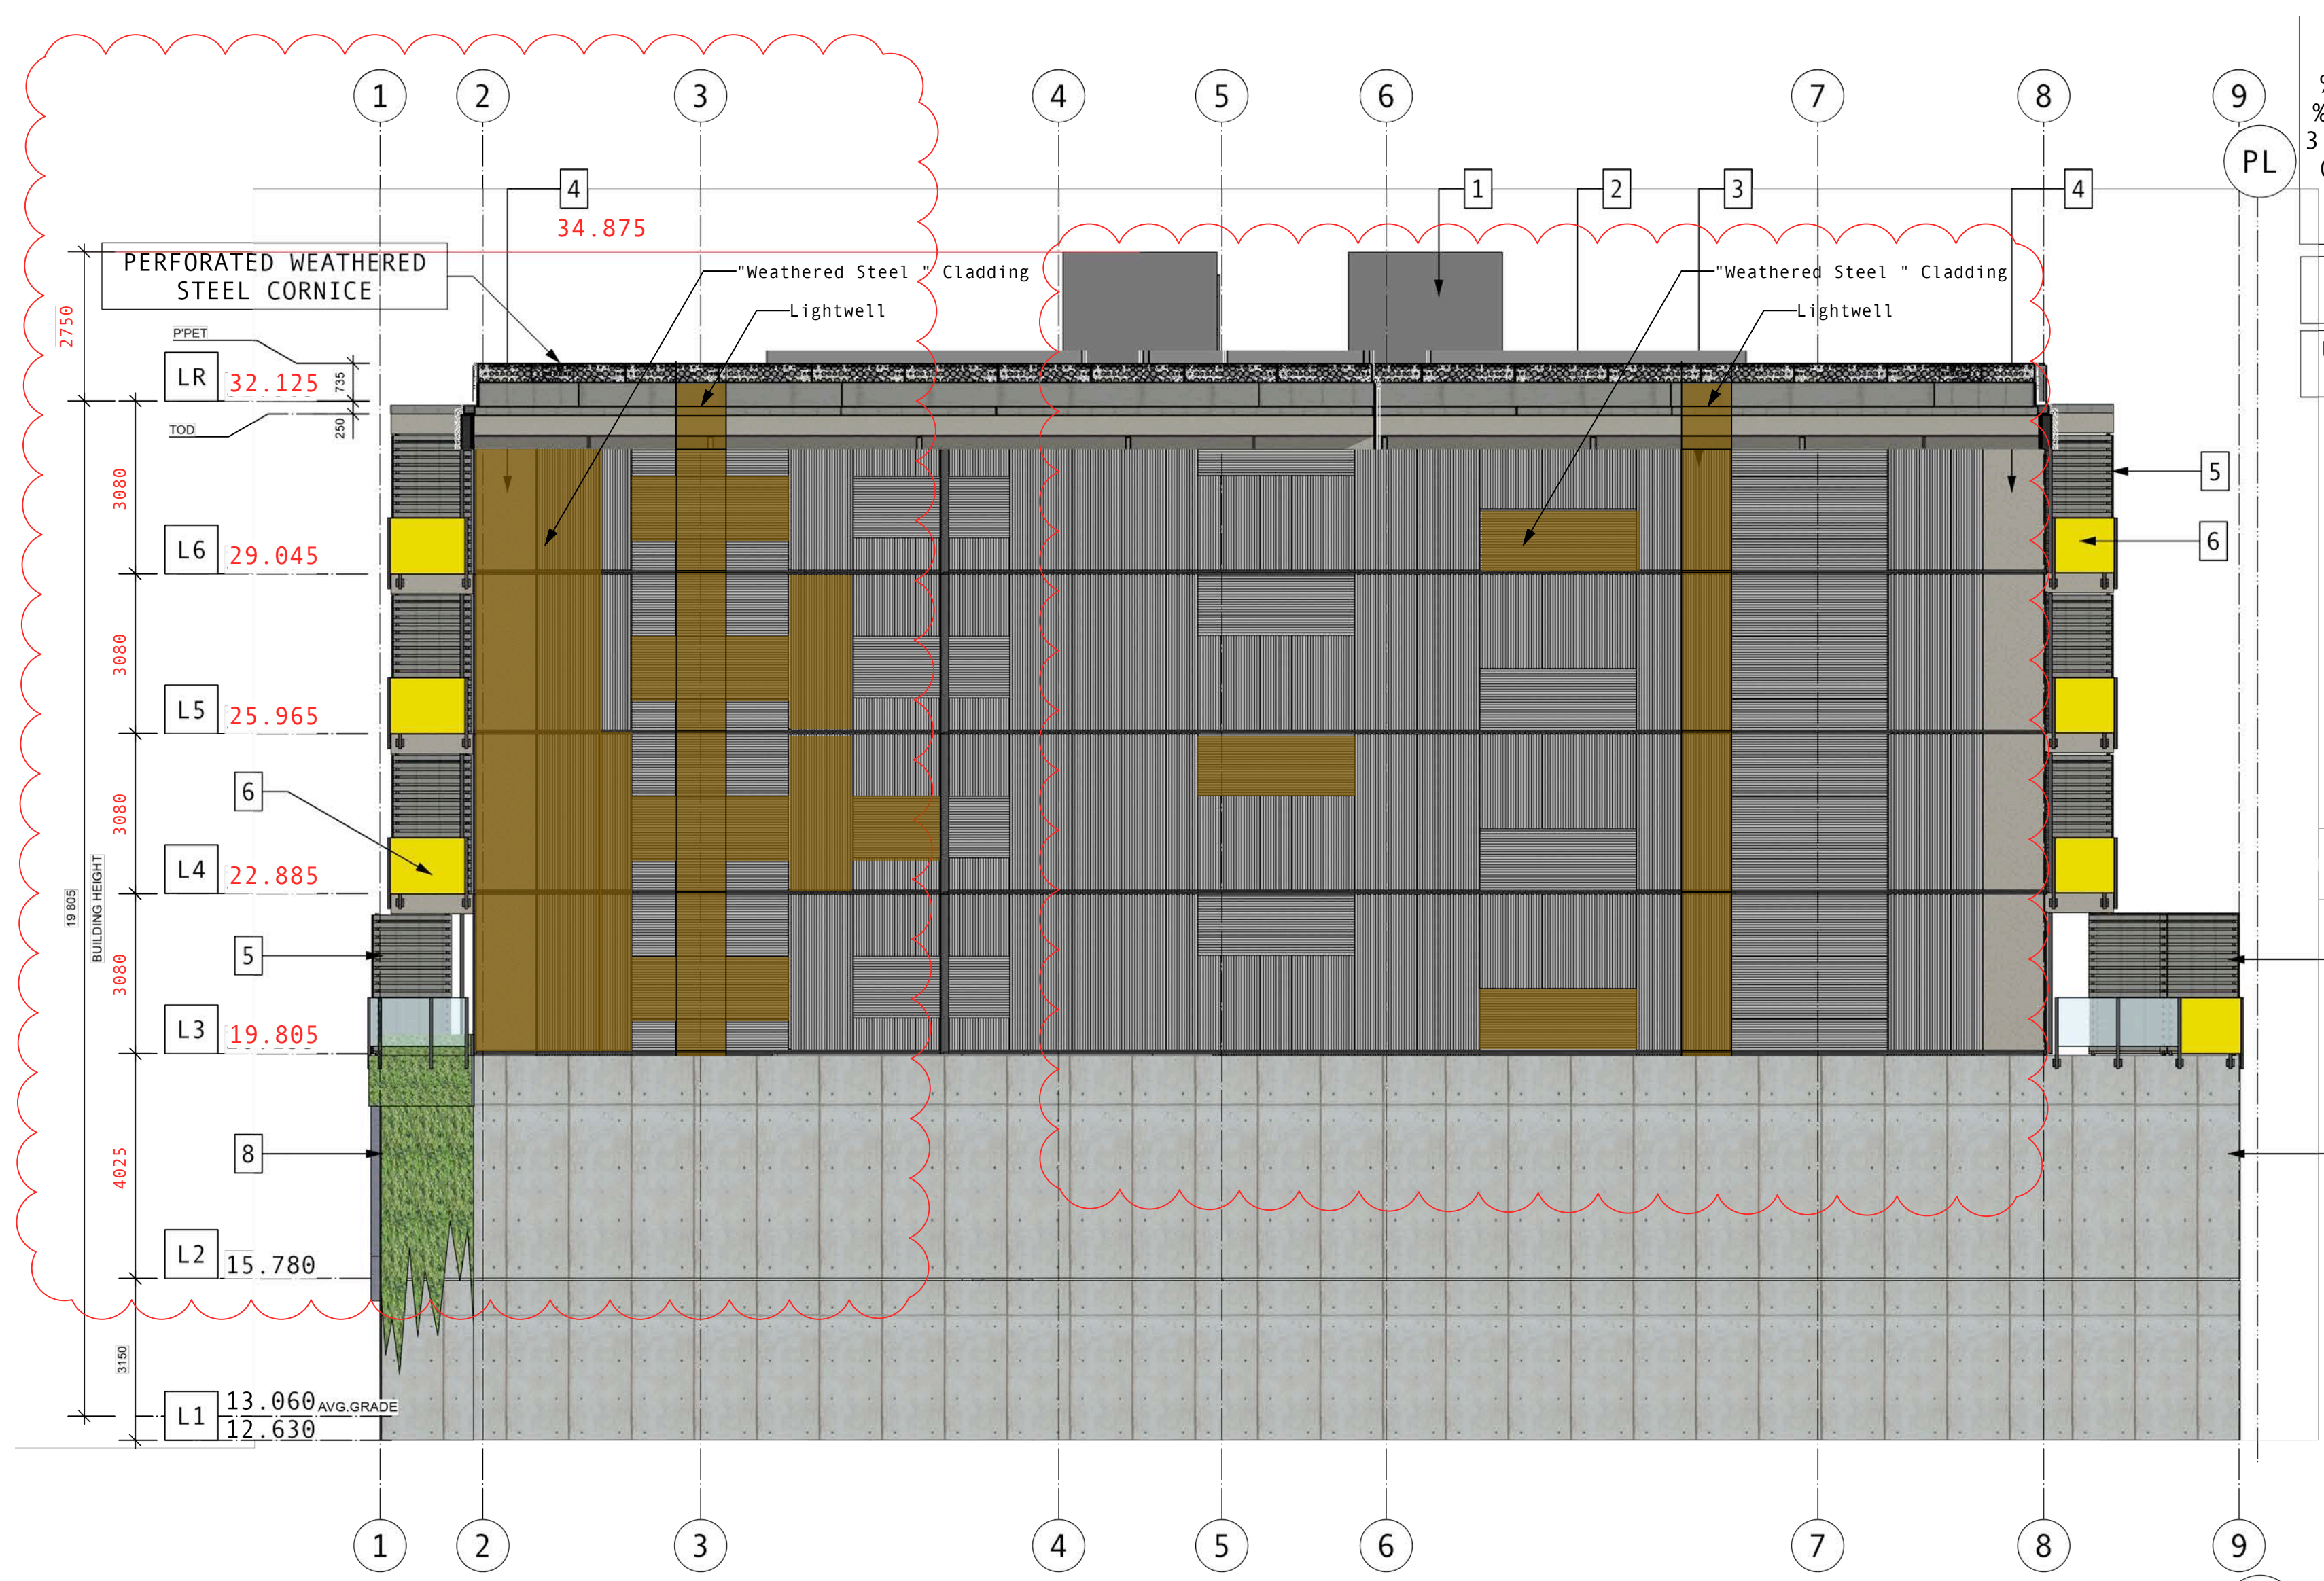 1 2 3 4 5 6 7 8 9
PL
%
3
4 1 2 3 4
34.875
PERFORATED WEATHERED
STEEL CORNICE
"Weathered Steel " Cladding
"Weathered Steel " Cladding
Lightwell
Lightwell
2750
P'PET
LR 32.125
735
TOD
250
3080
5
L6 29.045
6
3080
L5 25.965
6
3080
L4 22.885
19 805
BUILDING HEIGHT
5
3080
L3 19.805
8
4025
L2 15.780
3150
L1 13.060 AVG.GRADE
12.630
1 2 3 4 5 6 7 8 9